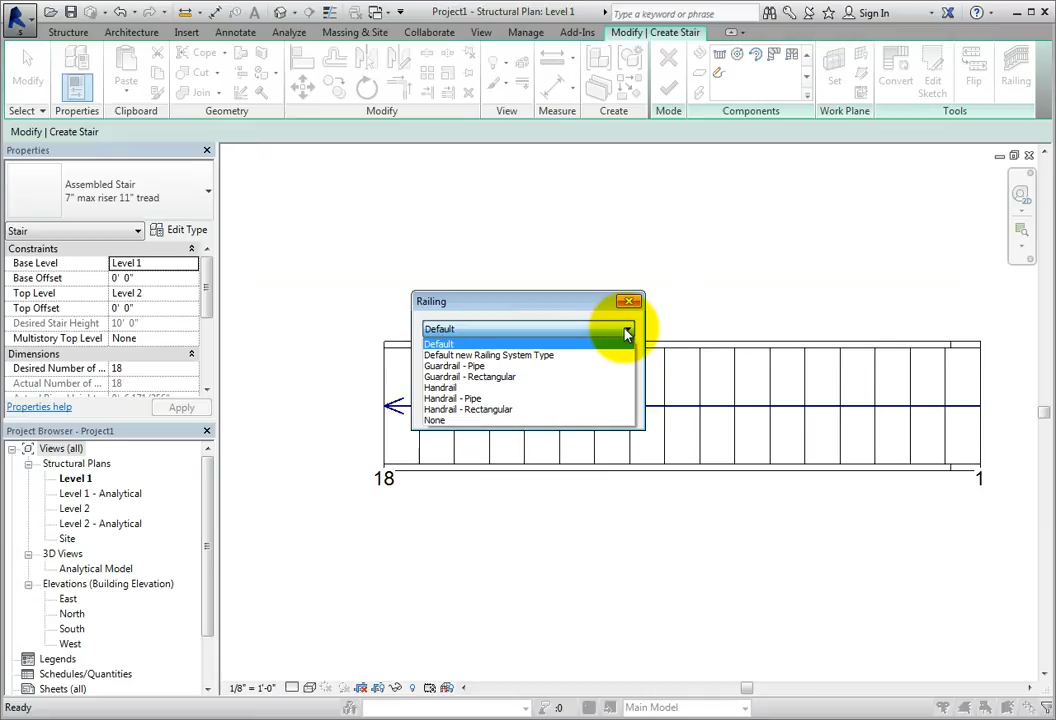 Project1 - Structural Plan: Level 1
Type a keyword or phrase
Sign In
S
Structure
Architecture
Insert
Annotate
Analyze
Massing & Site
Collaborate
View
Manage
Add-Ins
Modify | Create Stair
Modify
Paste
Cope
Cut
Join
Set
Convert
Edit
Sketch
Flip
Railing
Select
Properties
Clipboard
Geometry
Modify
View
Measure
Create
Mode
Components
Work Plane
Tools
Modify | Create Stair
Properties
Assembled Stair
7" max riser 11" tread
Stair
Edit Type
Constraints
Base Level
Level 1
Base Offset
0' 0"
Top Level
Level 2
Top Offset
0' 0"
Desired Stair Height
10' 0"
Multistory Top Level
None
Dimensions
Desired Number of ...
18
Actual Number of ...
18
Properties help
Apply
Project Browser - Project1
Views (all)
Structural Plans
Level 1
Level 1 - Analytical
Level 2
Level 2 - Analytical
Site
3D Views
Analytical Model
Elevations (Building Elevation)
East
North
South
West
Legends
Schedules/Quantities
Sheets (all)
Railing
Default
Default
Default new Railing System Type
Guardrail - Pipe
Guardrail - Rectangular
Handrail
Handrail - Pipe
Handrail - Rectangular
None
18
1
1/8" = 1'-0"
2D
Ready
:0
Main Model